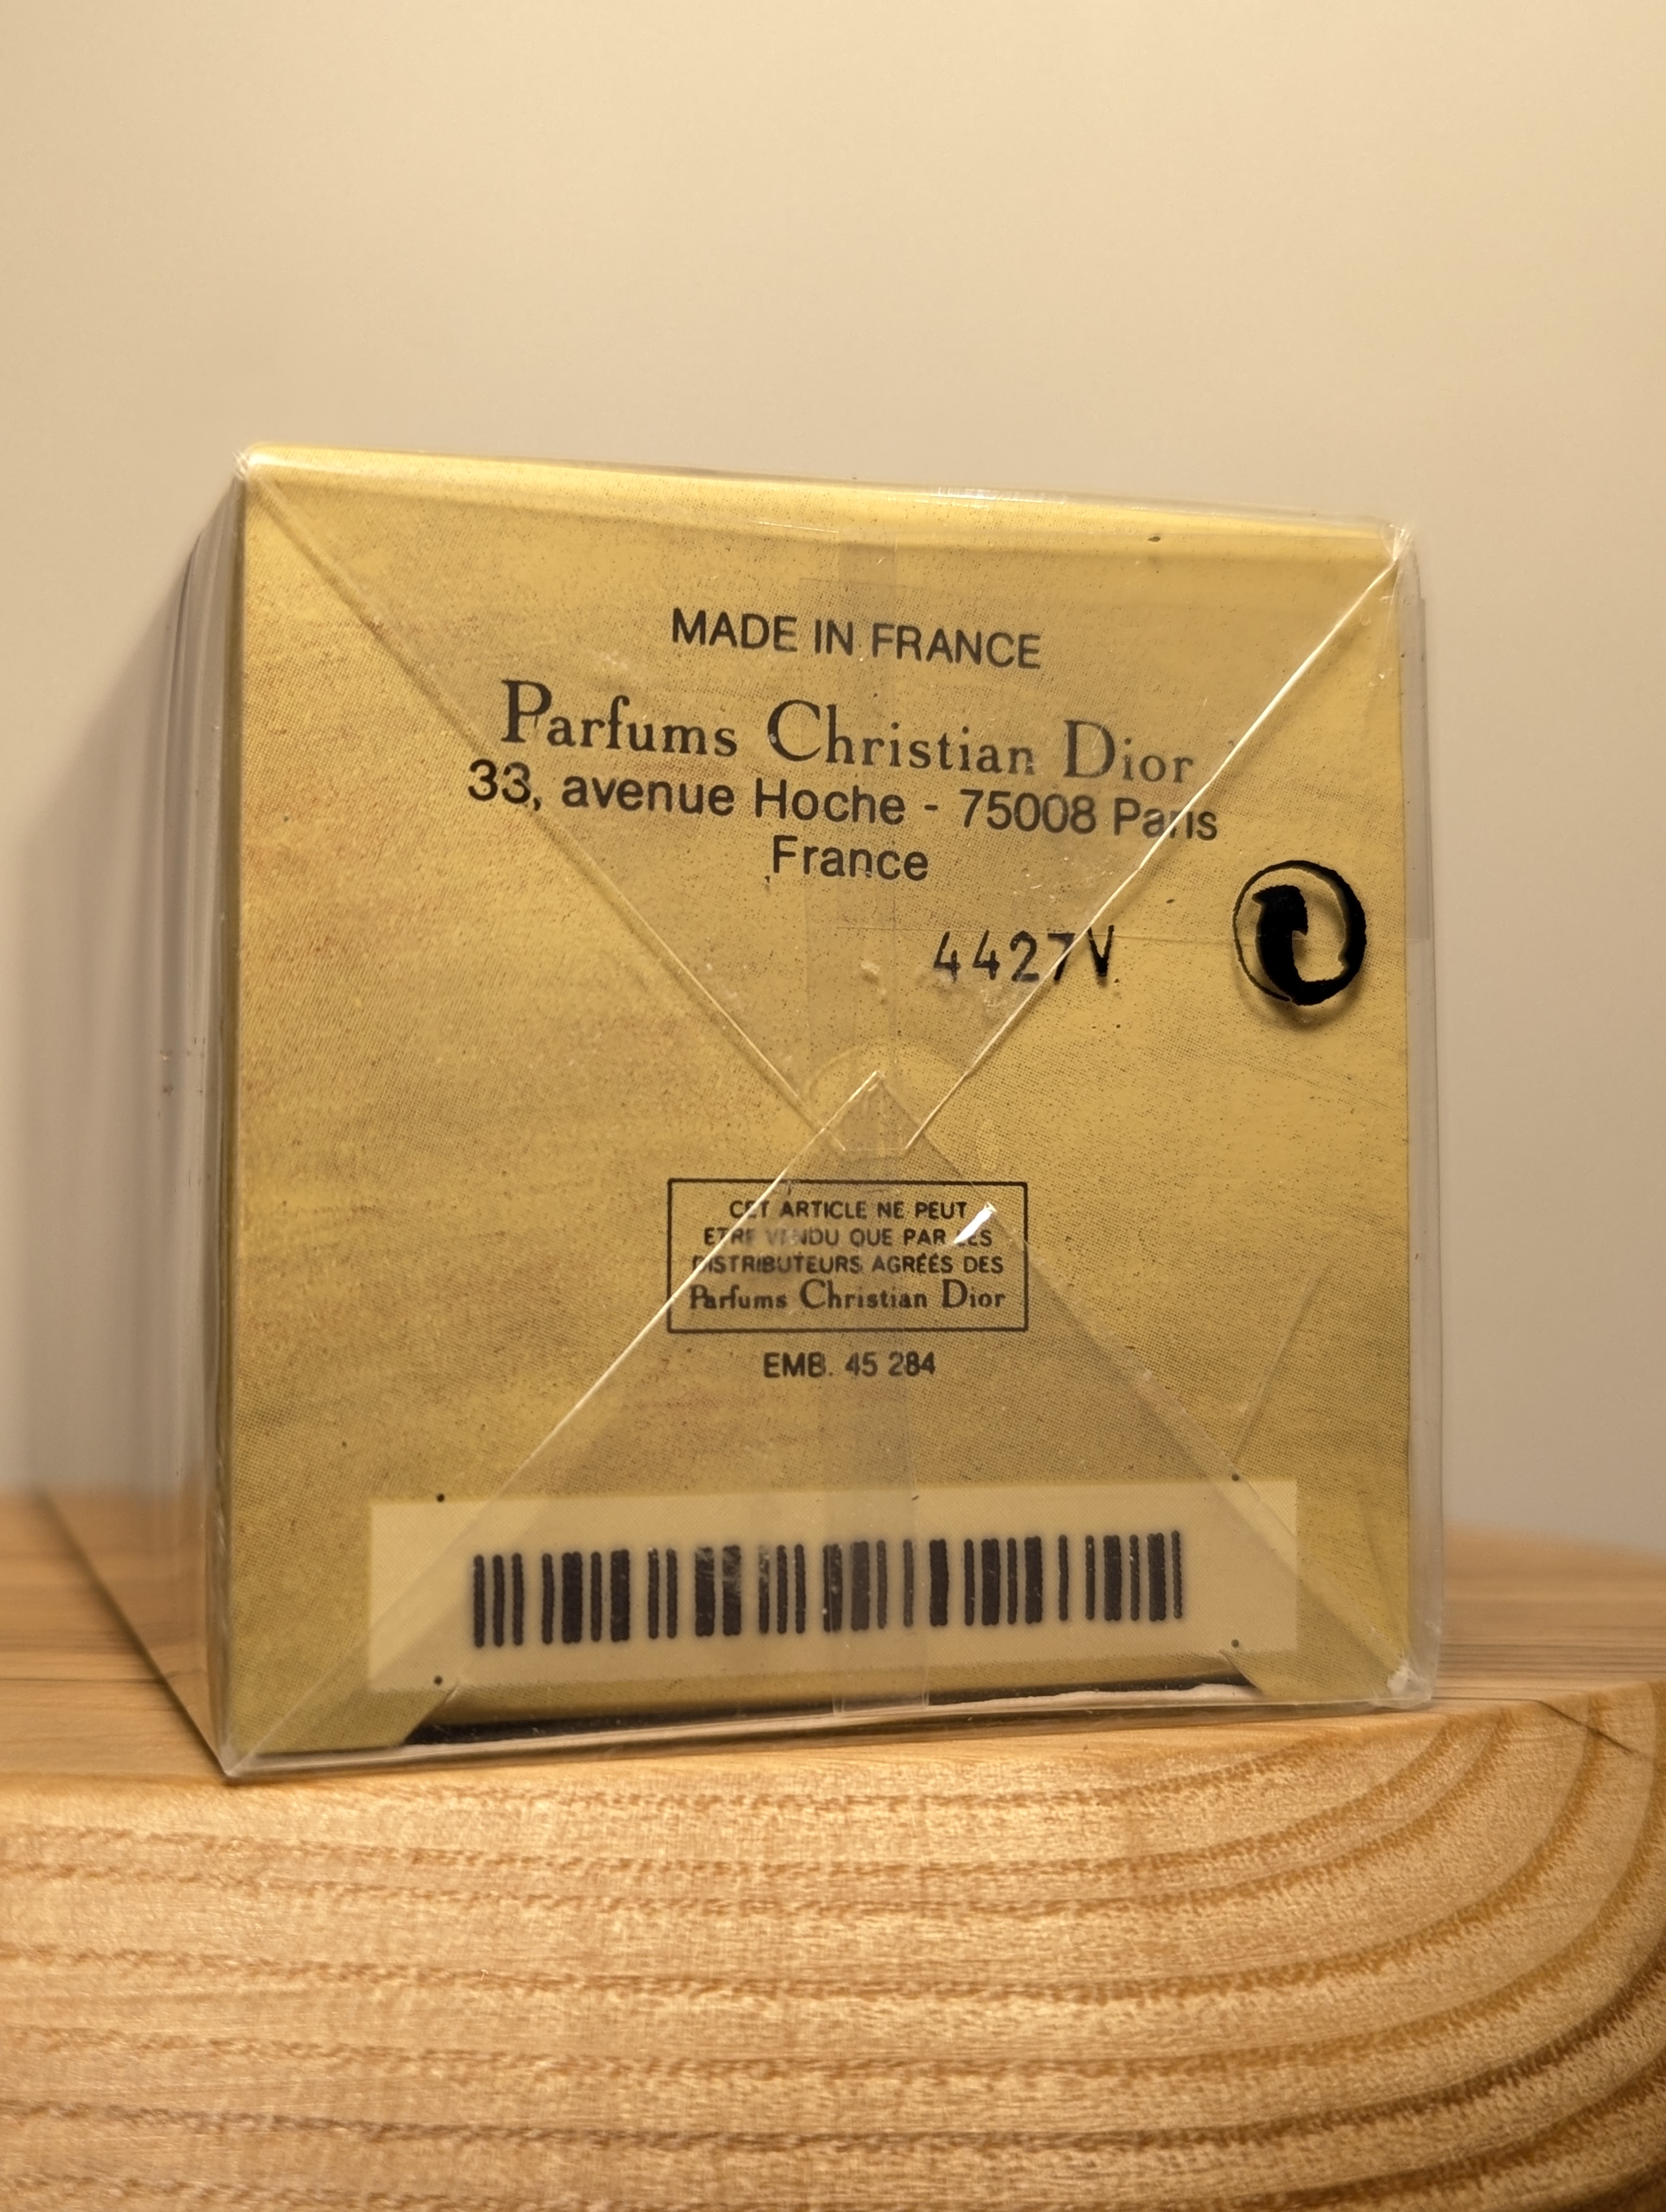 MADE IN FRANCE
Parfums Christian Dior
33, avenue Hoche - 75008 Paris
France
4427V
CET ARTICLE NE PEUT
ETRE VENDU QUE PAR LES
DISTRIBUTEURS AGRÉÉS DES
Parfums Christian Dior
EMB. 45 284